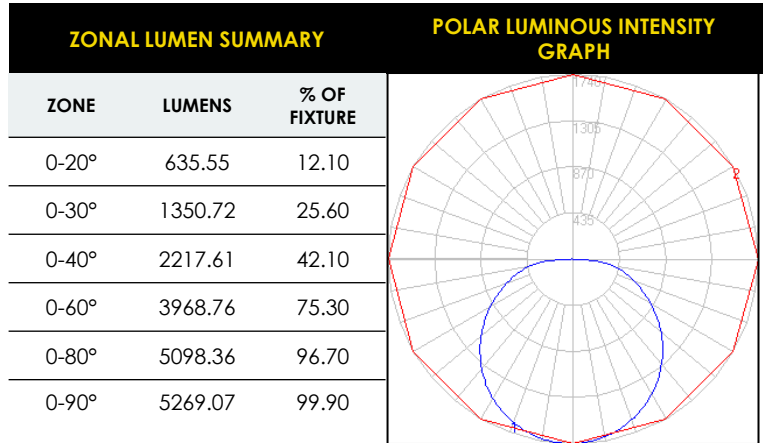 ZONAL LUMEN SUMMARY
POLAR LUMINOUS INTENSITY
GRAPH
ZONE LUMENS % OF
FIXTURE
0-20° 635.55 12.10
0-30° 1350.72 25.60
0-40° 2217.61 42.10
0-60° 3968.76 75.30
0-80° 5098.36 96.70
0-90° 5269.07 99.90
1740
1305
870
2
435
1